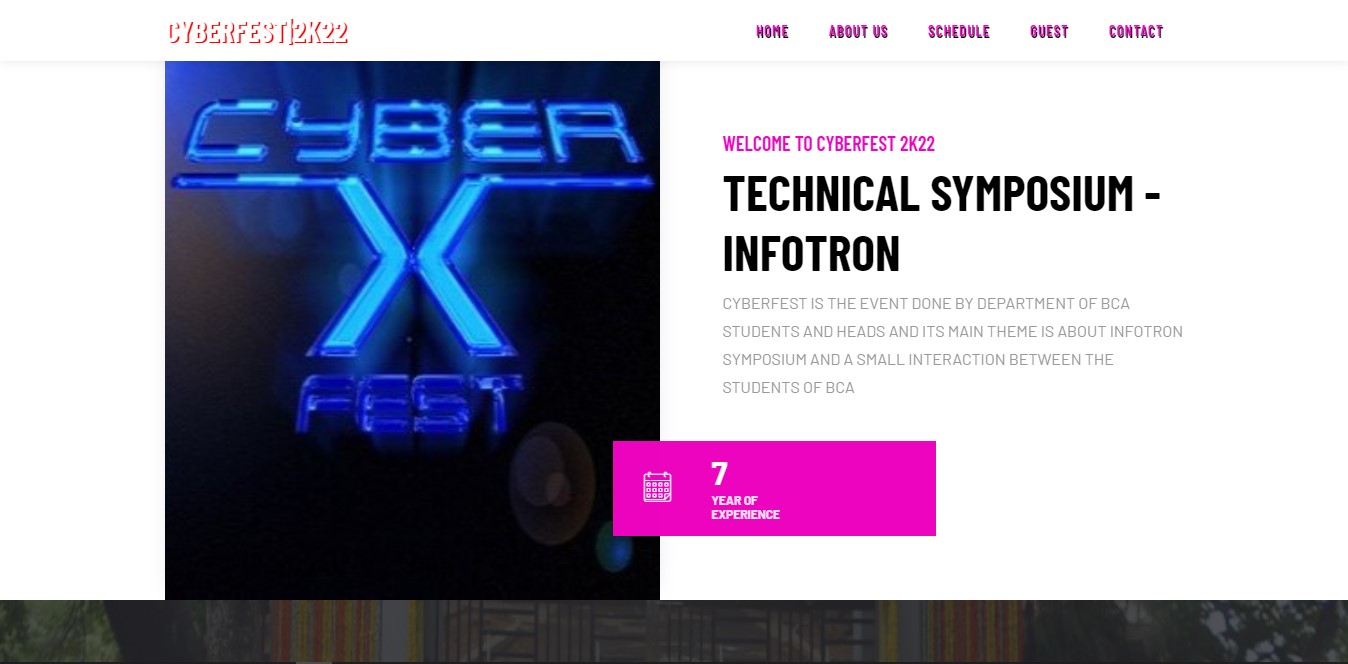 CYBERFEST|2K22
HOME ABOUT US SCHEDULE GUEST CONTACT
CYBER
X
FEST
WELCOME TO CYBERFEST 2K22
TECHNICAL SYMPOSIUM -
INFOTRON
CYBERFEST IS THE EVENT DONE BY DEPARTMENT OF BCA
STUDENTS AND HEADS AND ITS MAIN THEME IS ABOUT INFOTRON
SYMPOSIUM AND A SMALL INTERACTION BETWEEN THE
STUDENTS OF BCA
7
YEAR OF
EXPERIENCE